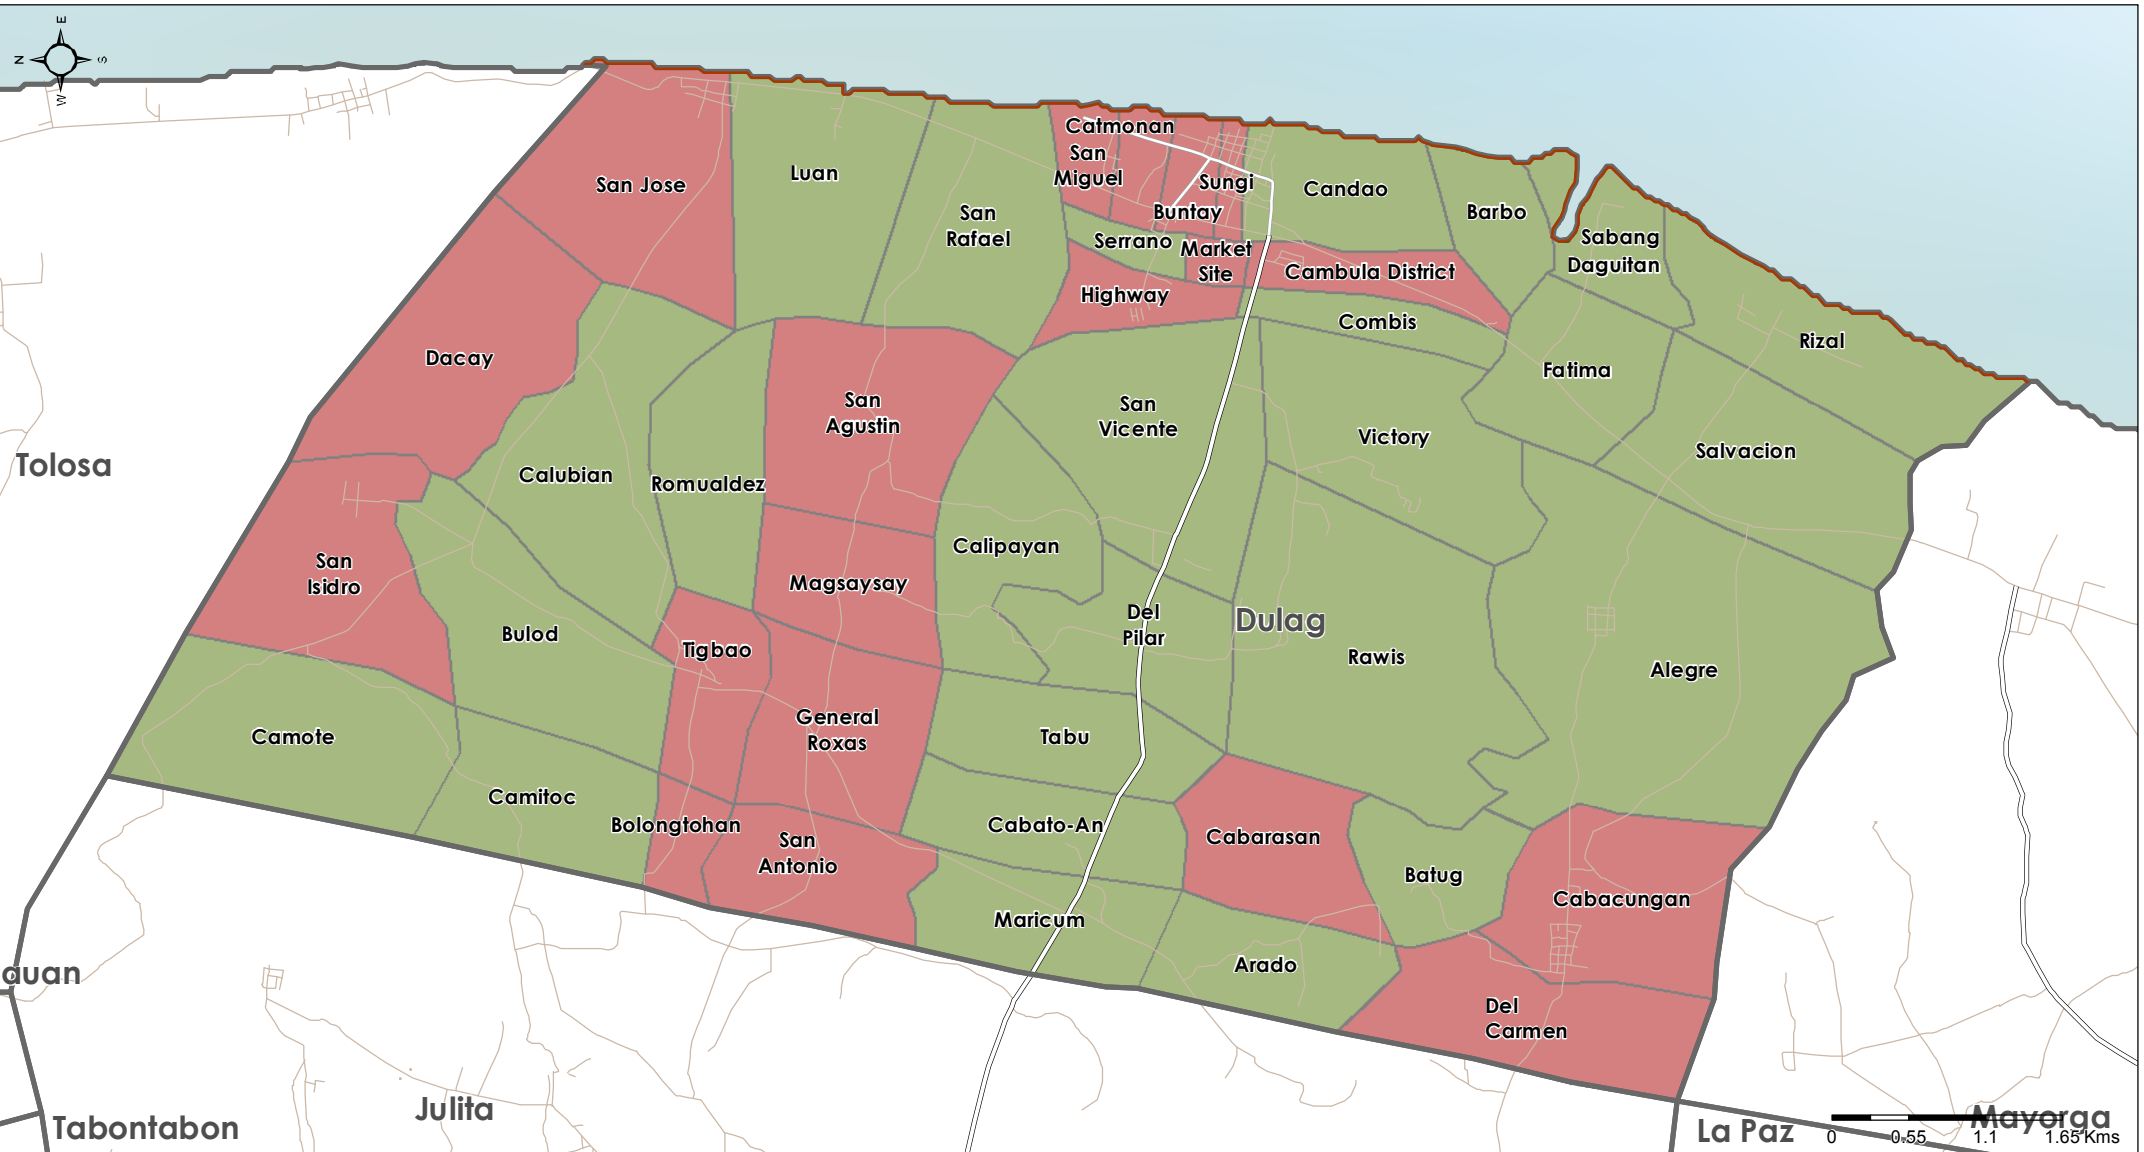 E
N
S
W
Catmonan
San
Miguel
Luan
San Jose
Sungi
Candao
San
Rafael
Buntay
Barbo
Serrano
Market
Site
Sabang
Daguitan
Cambula District
Highway
Combis
Rizal
Dacay
Fatima
San
Agustin
San
Vicente
Victory
Salvacion
Tolosa
Calubian
Romualdez
Calipayan
San
Isidro
Magsaysay
Del
Pilar
Dulag
Bulod
Tigbao
Rawis
Alegre
General
Roxas
Camote
Tabu
Camitoc
Bolongtohan
Cabato-An
Cabarasan
San
Antonio
Batug
Cabacungan
Maricum
Arado
auan
Del
Carmen
Julita
Tabontabon
La Paz
Mayorga
0 0.55 1.1 1.65 Kms